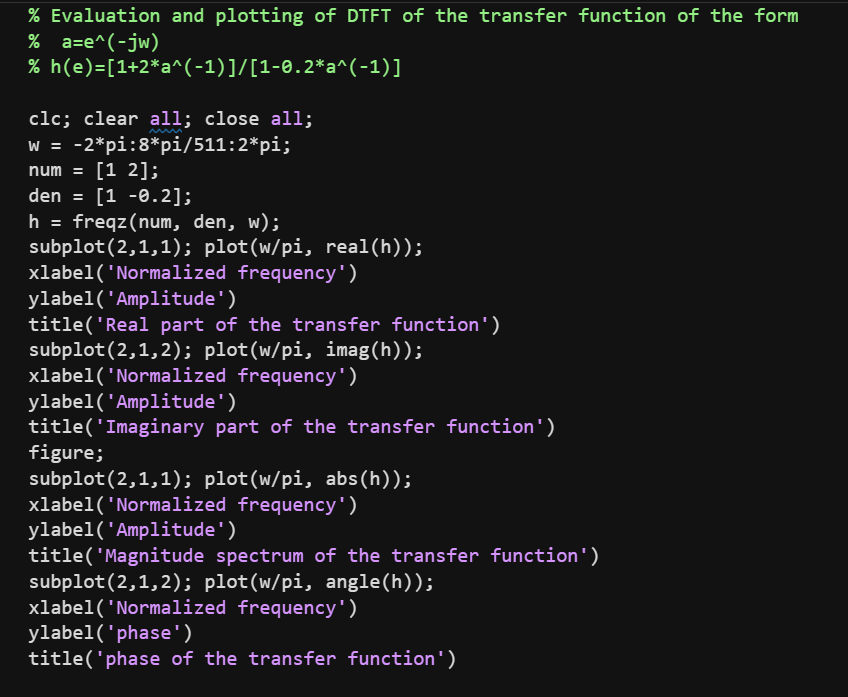 % Evaluation and plotting of DTFT of the transfer function of the form
%  a=e^(-jw)
% h(e)=[1+2*a^(-1)]/[1-0.2*a^(-1)]

clc; clear all; close all;
w = -2*pi:8*pi/511:2*pi;
num = [1 2];
den = [1 -0.2];
h = freqz(num, den, w);
subplot(2,1,1); plot(w/pi, real(h));
xlabel('Normalized frequency')
ylabel('Amplitude')
title('Real part of the transfer function')
subplot(2,1,2); plot(w/pi, imag(h));
xlabel('Normalized frequency')
ylabel('Amplitude')
title('Imaginary part of the transfer function')
figure;
subplot(2,1,1); plot(w/pi, abs(h));
xlabel('Normalized frequency')
ylabel('Amplitude')
title('Magnitude spectrum of the transfer function')
subplot(2,1,2); plot(w/pi, angle(h));
xlabel('Normalized frequency')
ylabel('phase')
title('phase of the transfer function')